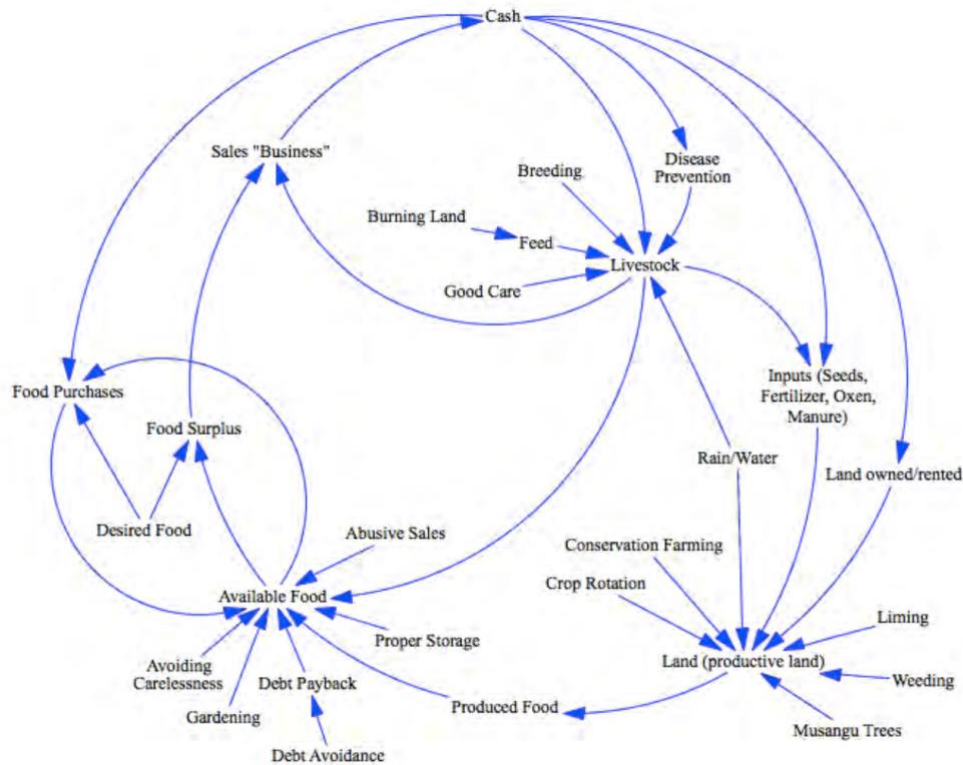 Cash
Sales "Business"
Disease
Prevention
Breeding
Burning Land
Feed
Livestock
Good Care
Food Purchases
Inputs (Seeds,
Fertilizer, Oxen,
Manure)
Food Surplus
Rain/Water
Land owned/rented
Desired Food
Abusive Sales
Conservation Farming
Crop Rotation
Available Food
Liming
Proper Storage
Land (productive land)
Avoiding
Carelessness
Debt Payback
Weeding
Gardening
Produced Food
Musangu Trees
Debt Avoidance